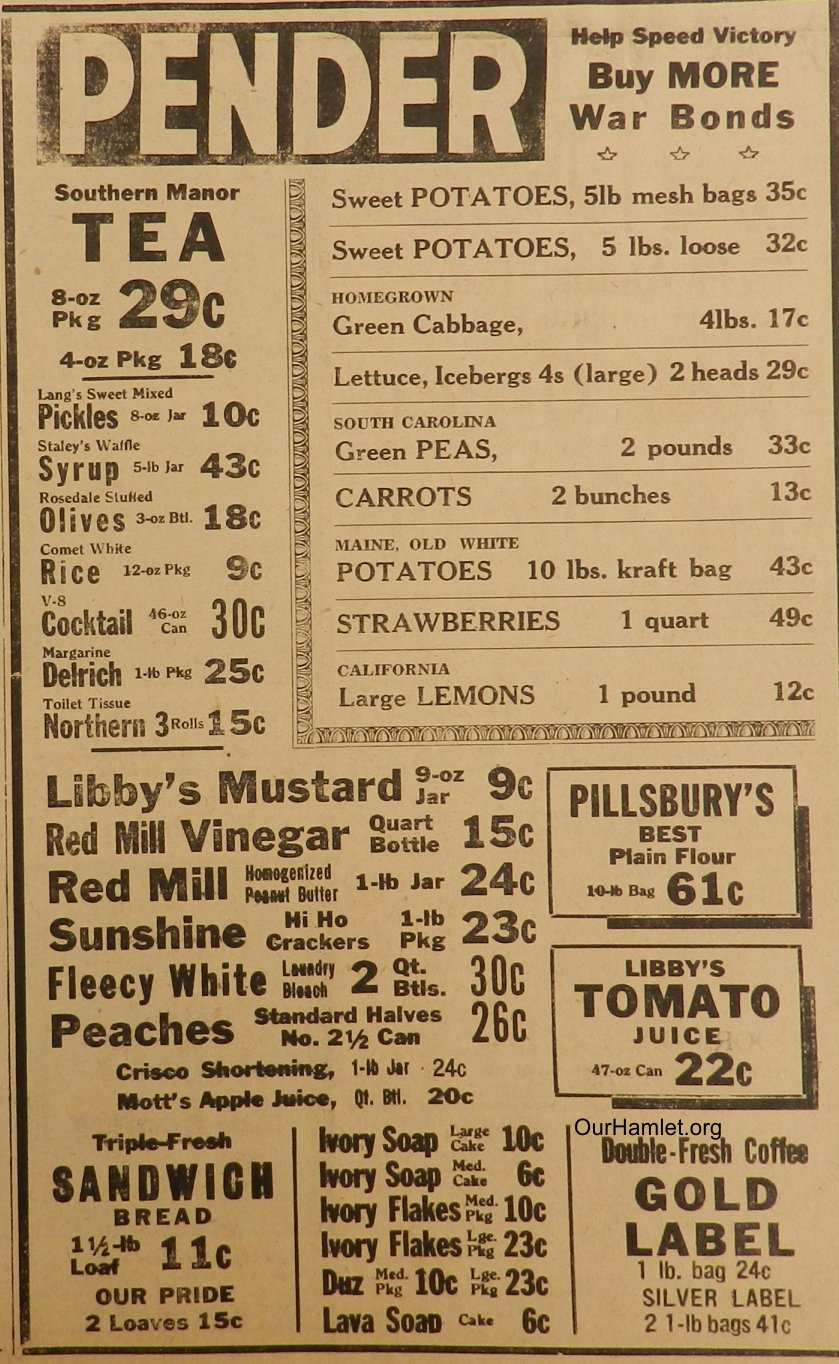 PENDER
Help Speed Victory
Buy MORE
War Bonds
Southern Manor
TEA
8-oz Pkg 29c
4-oz Pkg 18c
Lang's Sweet Mixed
Pickles 8-oz Jar 10c
Staley's Waffle
Syrup 5-lb Jar 43c
Rosedale Stuffed
Olives 3-oz Btl. 18c
Comet White
Rice 12-oz Pkg 9c
V-8
Cocktail 46-oz Can 30c
Margarine
Delrich 1-lb Pkg 25c
Toilet Tissue
Northern 3 Rolls 15c
Sweet POTATOES, 5lb mesh bags 35c
Sweet POTATOES, 5 lbs. loose 32c
HOMEGROWN
Green Cabbage, 4lbs. 17c
Lettuce, Icebergs 4s (large) 2 heads 29c
SOUTH CAROLINA
Green PEAS, 2 pounds 33c
CARROTS 2 bunches 13c
MAINE, OLD WHITE
POTATOES 10 lbs. kraft bag 43c
STRAWBERRIES 1 quart 49c
CALIFORNIA
Large LEMONS 1 pound 12c
Libby's Mustard 9-oz Jar 9c
Red Mill Vinegar Quart Bottle 15c
Red Mill Homogenized Peanut Butter 1-lb Jar 24c
Sunshine Hi Ho Crackers 1-lb Pkg 23c
Fleecy White Laundry Bleach 2 Qt. Btls. 30c
Peaches Standard Halves No. 2½ Can 26c
Crisco Shortening, 1-lb Jar 24c
Mott's Apple Juice, Qt. Btl. 20c
PILLSBURY'S
BEST
Plain Flour
10-lb Bag 61c
LIBBY'S
TOMATO
JUICE
47-oz Can 22c
Triple-Fresh
SANDWICH
BREAD
1½-lb Loaf 11c
OUR PRIDE
2 Loaves 15c
Ivory Soap Large Cake 10c
Ivory Soap Med. Cake 6c
Ivory Flakes Med. Pkg 10c
Ivory Flakes Lge. Pkg 23c
Duz Med. Pkg 10c Lge. Pkg 23c
Lava Soap Cake 6c
OurHamlet.org
Double-Fresh Coffee
GOLD
LABEL
1 lb. bag 24c
SILVER LABEL
2 1-lb bags 41c